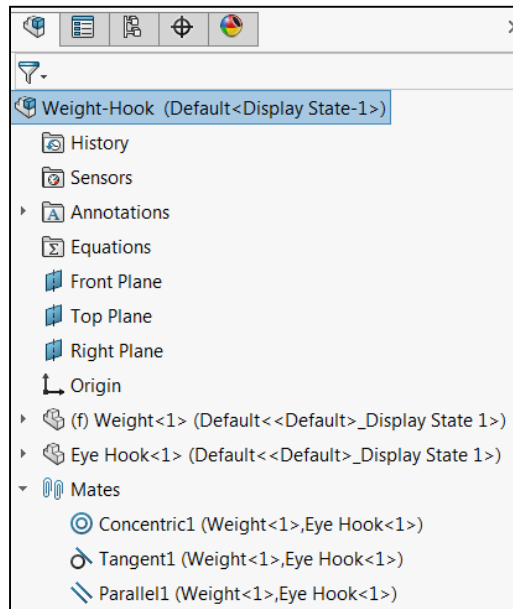 Weight-Hook (Default<Display State-1>)
History
Sensors
Annotations
Equations
Front Plane
Top Plane
Right Plane
Origin
(f) Weight<1> (Default<<Default>_Display State 1>)
Eye Hook<1> (Default<<Default>_Display State 1>)
Mates
Concentric1 (Weight<1>,Eye Hook<1>)
Tangent1 (Weight<1>,Eye Hook<1>)
Parallel1 (Weight<1>,Eye Hook<1>)